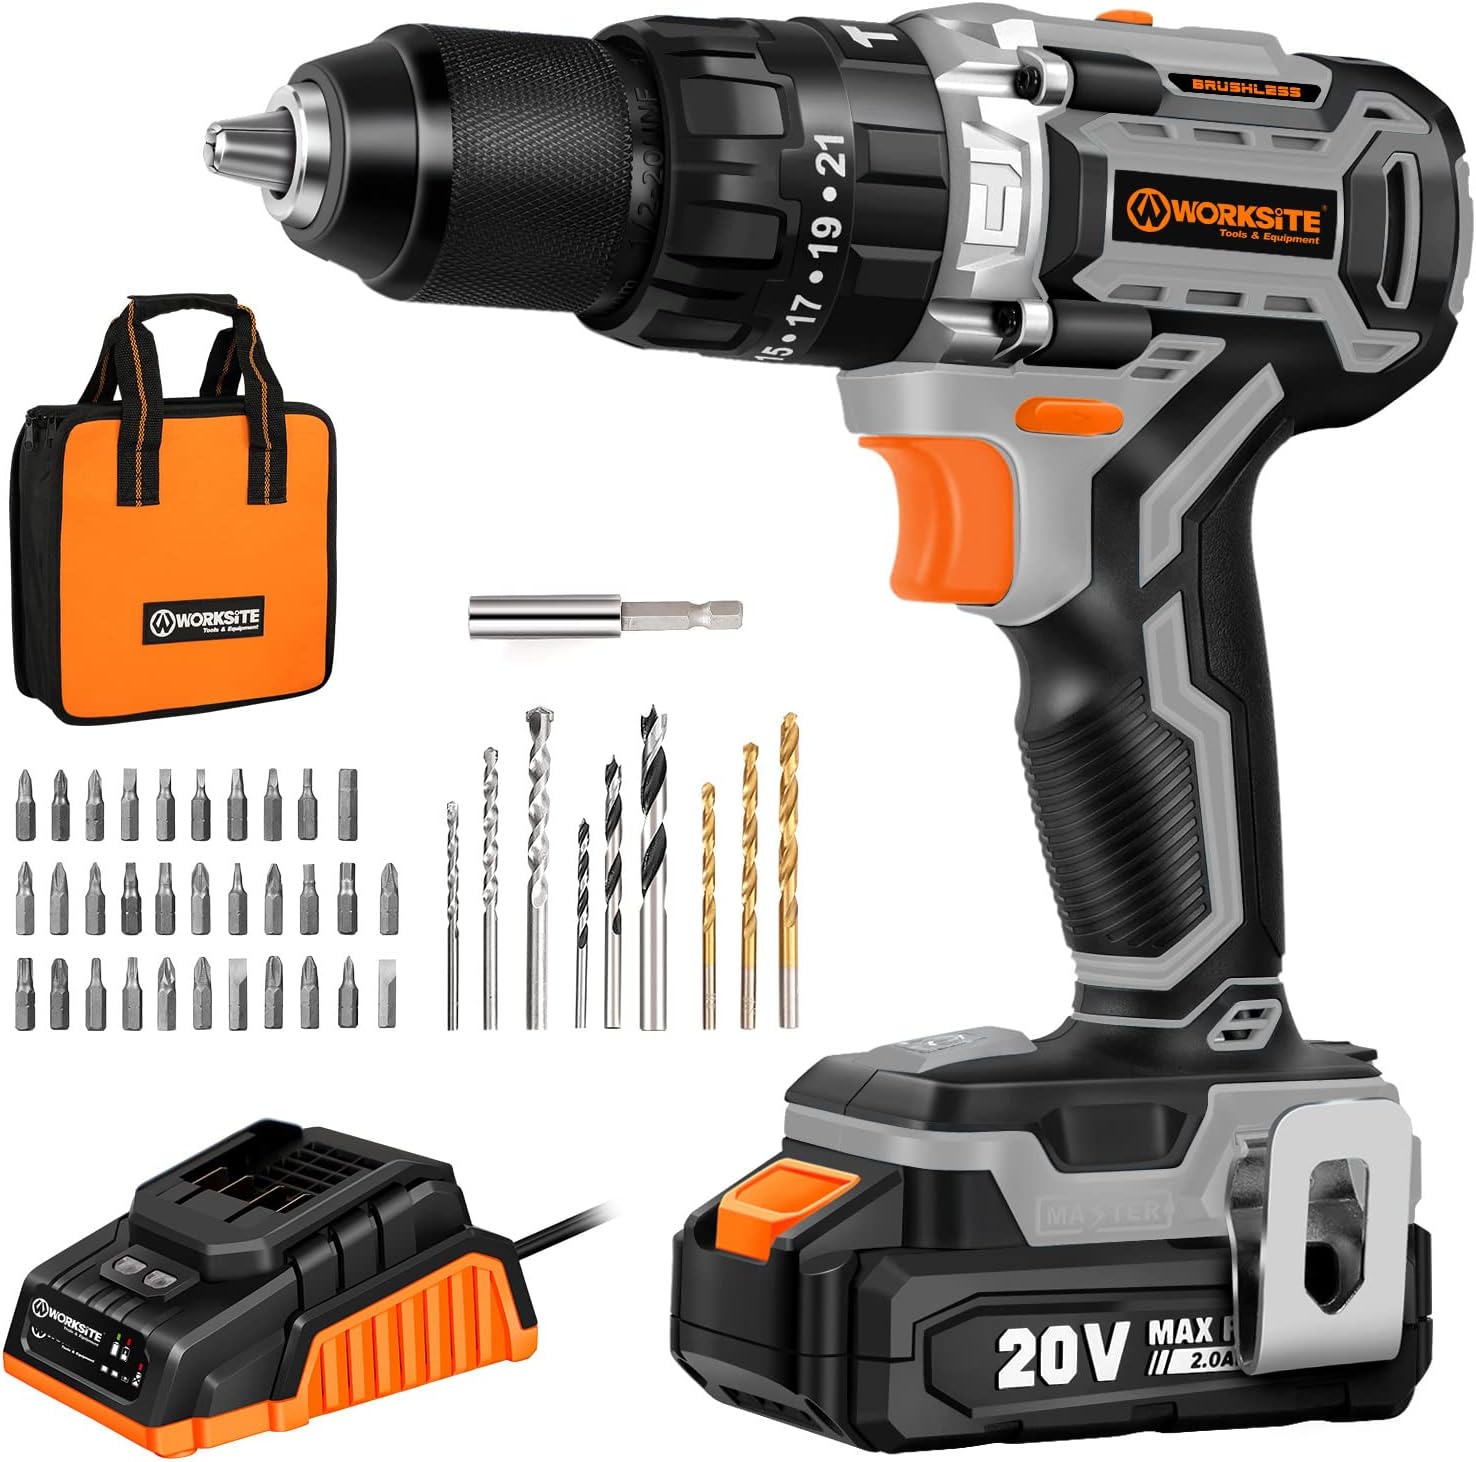 BRUSHLESS
WORKSiTE
Tools & Equipment
1/2-20UNF
15 • 17 • 19 • 21
WORKSiTE
Tools & Equipment
WORKSiTE
Tools & Equipment
MASTER
20V MAX
2.0A